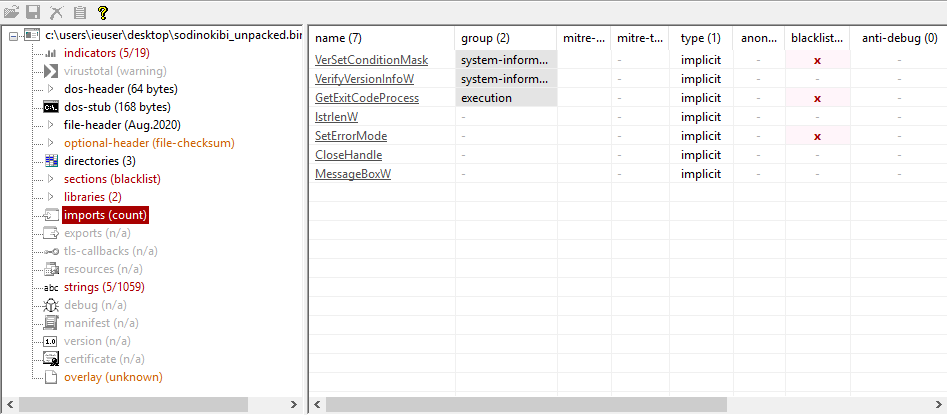 c:\users\ieuser\desktop\sodinokibi_unpacked.bin
indicators (5/19)
virustotal (warning)
dos-header (64 bytes)
dos-stub (168 bytes)
file-header (Aug.2020)
optional-header (file-checksum)
directories (3)
sections (blacklist)
libraries (2)
imports (count)
exports (n/a)
tls-callbacks (n/a)
resources (n/a)
abc strings (5/1059)
debug (n/a)
manifest (n/a)
1.0 version (n/a)
certificate (n/a)
overlay (unknown)
name (7) group (2) mitre-... mitre-t... type (1) anon... blacklist... anti-debug (0)
VerSetConditionMask system-inform... - implicit - x -
VerifyVersionInfoW system-inform... - implicit - - -
GetExitCodeProcess execution - implicit - x -
lstrlenW - - implicit - - -
SetErrorMode - - implicit - x -
CloseHandle - - implicit - - -
MessageBoxW - - implicit - - -